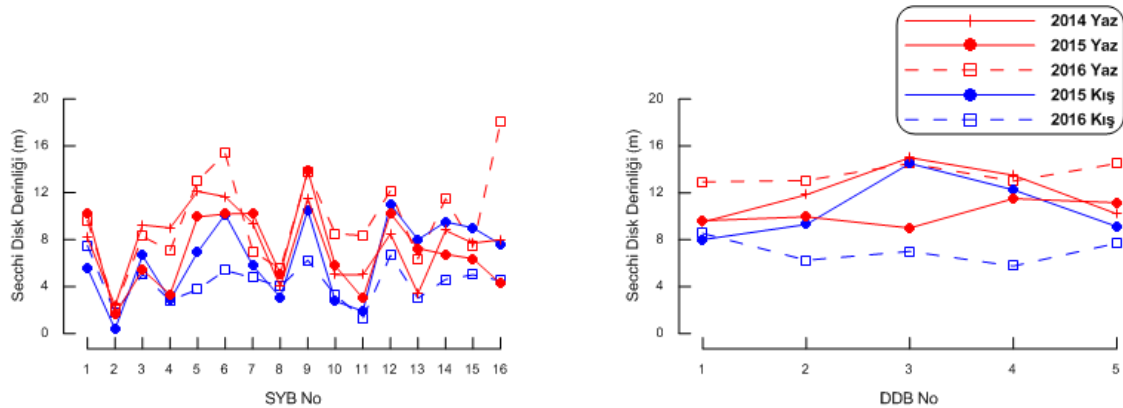 2014 Yaz
2015 Yaz
2016 Yaz
2015 Kış
2016 Kış
Secchi Disk Derinliği (m)
20
16
12
8
4
0
1 2 3 4 5 6 7 8 9 10 11 12 13 14 15 16
SYB No
Secchi Disk Derinliği (m)
20
16
12
8
4
0
1 2 3 4 5
DDB No